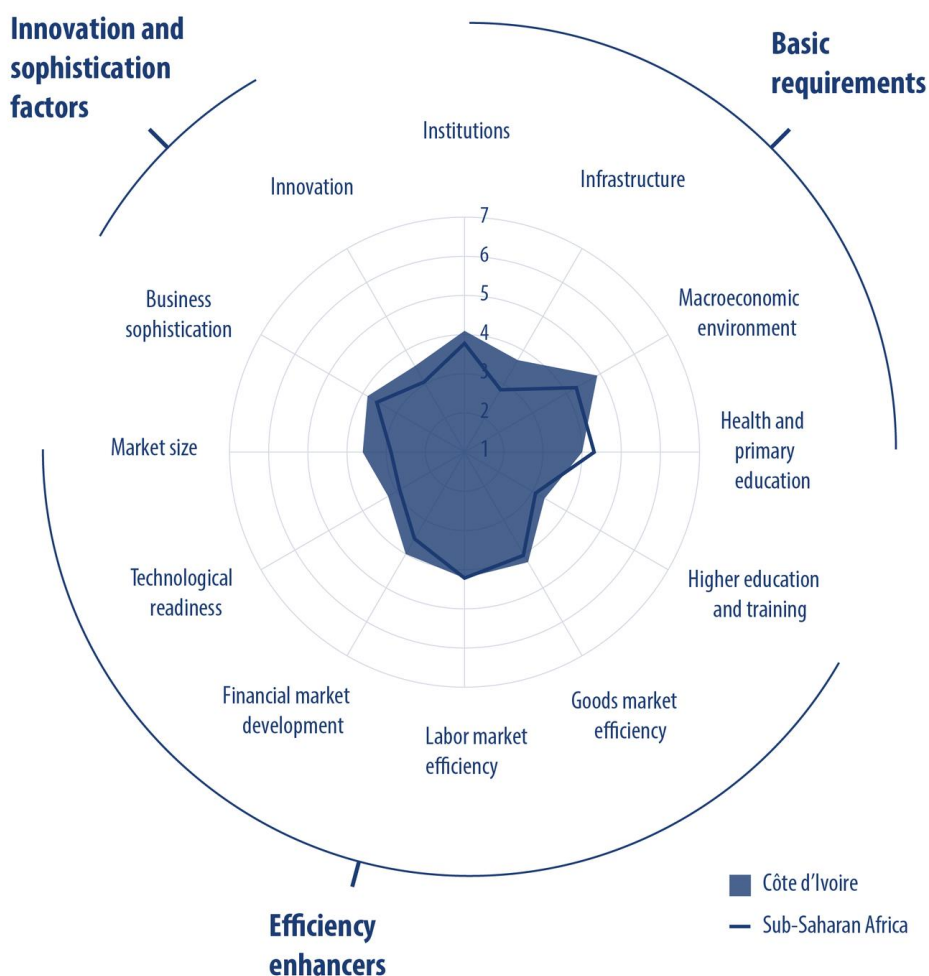 Innovation and
sophistication
factors
Basic
requirements
Institutions
Innovation
Infrastructure
7
6
5
4
3
2
1
Business
sophistication
Macroeconomic
environment
Market size
Health and
primary
education
Technological
readiness
Higher education
and training
Financial market
development
Labor market
efficiency
Goods market
efficiency
Côte d'Ivoire
Sub-Saharan Africa
Efficiency
enhancers